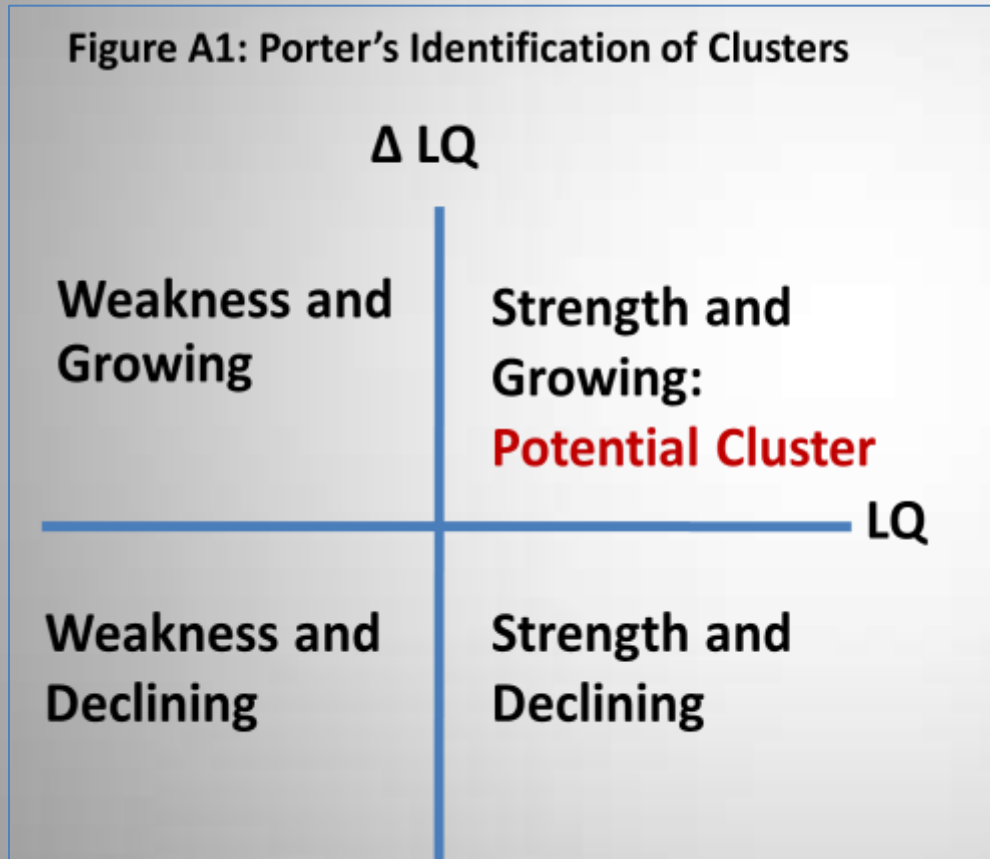 Figure A1: Porter’s Identification of Clusters
Δ LQ
Weakness and
Growing
Strength and
Growing:
Potential Cluster
LQ
Weakness and
Declining
Strength and
Declining